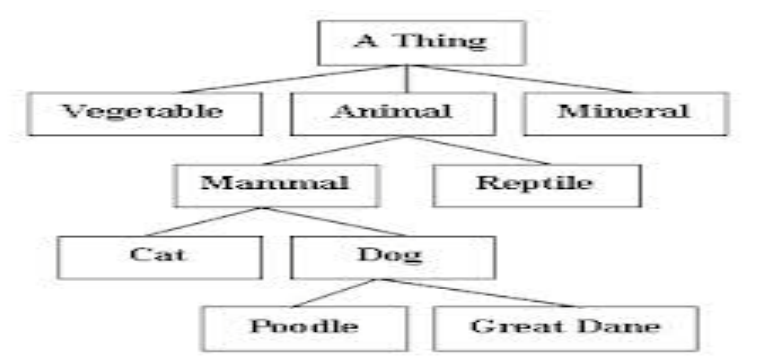 A Thing
Vegetable Animal Mineral
Mammal Reptile
Cat Dog
Poodle Great Dane